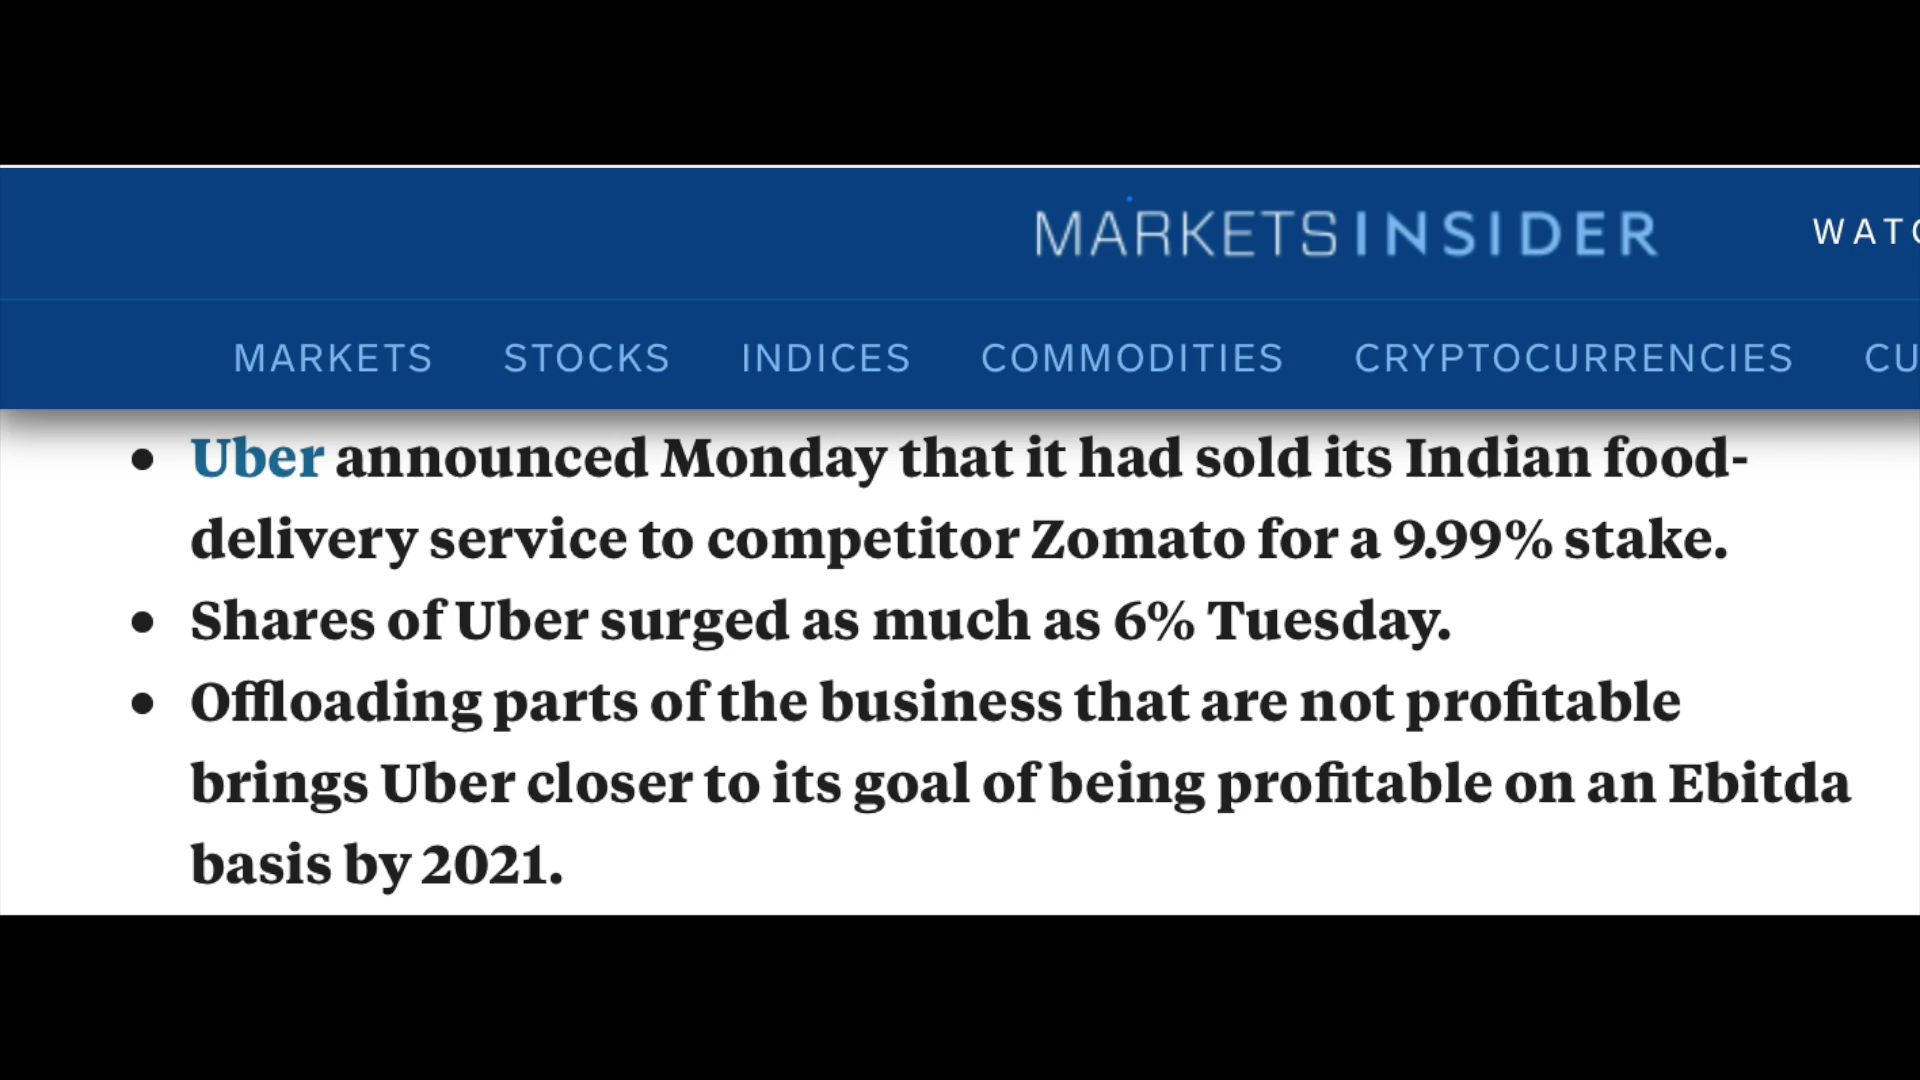 MARKETS INSIDER
MARKETS STOCKS INDICES COMMODITIES CRYPTOCURRENCIES
• Uber announced Monday that it had sold its Indian food-
delivery service to competitor Zomato for a 9.99% stake.
• Shares of Uber surged as much as 6% Tuesday.
• Offloading parts of the business that are not profitable
brings Uber closer to its goal of being profitable on an Ebitda
basis by 2021.